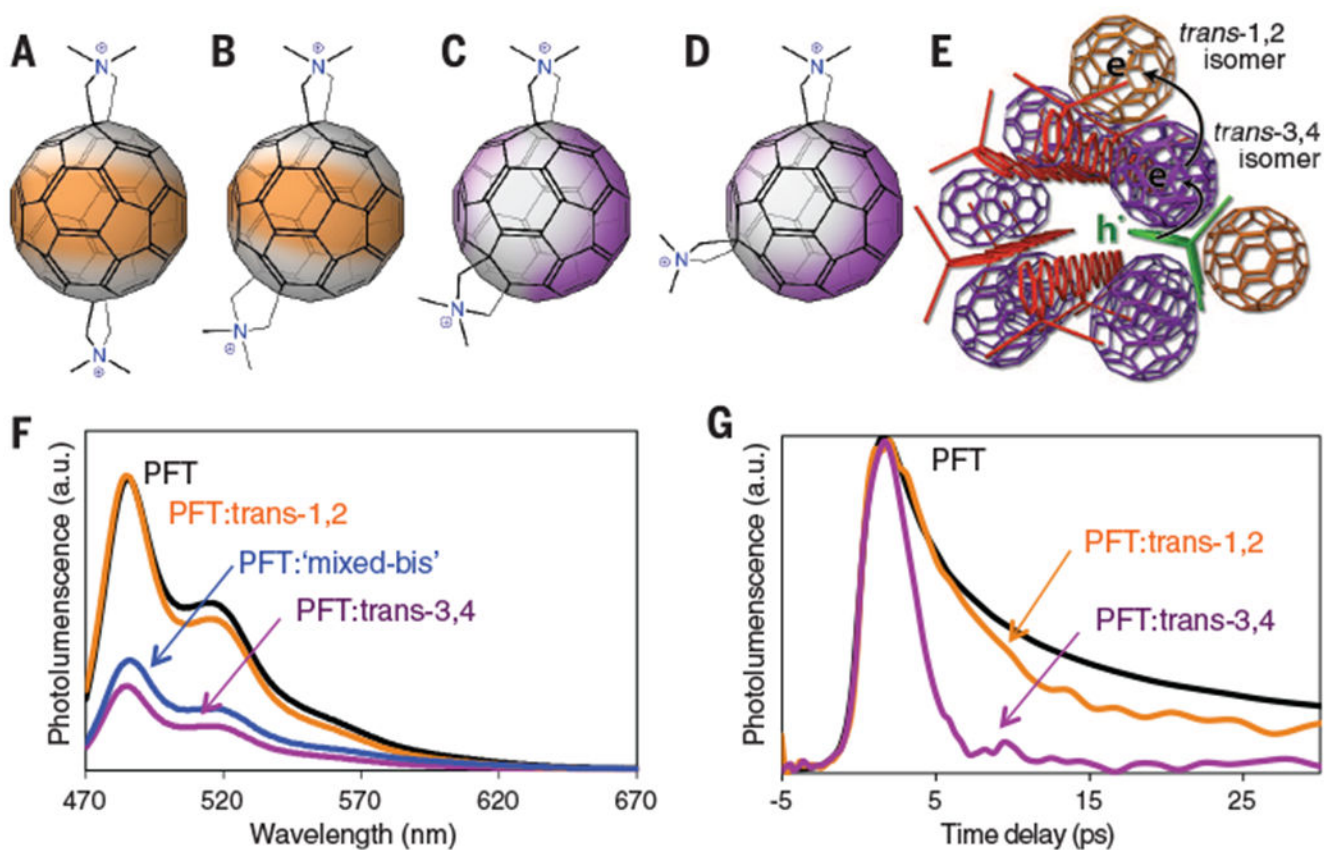 A
B
C
D
E
N
⊕
N
⊕
N
⊕
N
⊕
N
⊕
N
⊕
N
⊕
N
⊕
trans-1,2
isomer
e-
trans-3,4
isomer
e-
h+
F
PFT
PFT:trans-1,2
PFT:‘mixed-bis’
PFT:trans-3,4
Photolumenscence (a.u.)
470
520
570
620
670
Wavelength (nm)
G
PFT
PFT:trans-1,2
PFT:trans-3,4
Photolumenscence (a.u.)
-5
5
15
25
Time delay (ps)